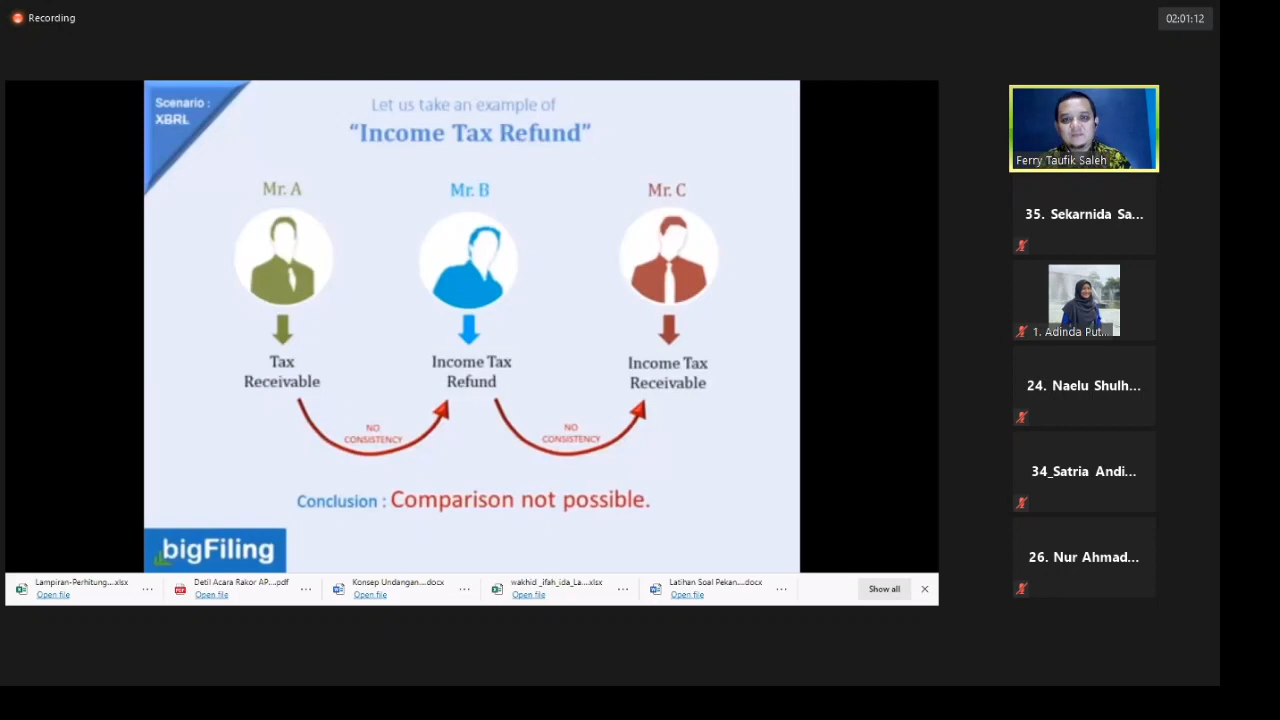 Recording
02:01:12
Scenario :
XBRL
Let us take an example of
“Income Tax Refund”
Mr. A
Mr. B
Mr. C
Tax
Receivable
Income Tax
Refund
Income Tax
Receivable
NO
CONSISTENCY
NO
CONSISTENCY
Conclusion : Comparison not possible.
bigFiling
Lampiran-Perhitung....xlsx
Open file
Detil Acara Rakor AP....pdf
Open file
Konsep Undangan....docx
Open file
wakhid _ifah_ida_La....xlsx
Open file
Latihan Soal Pekan....docx
Open file
Show all
Ferry Taufik Saleh
35. Sekarnida Sa...
1. Adinda Put...
24. Naelu Shulh...
34_Satria Andi...
26. Nur Ahmad...